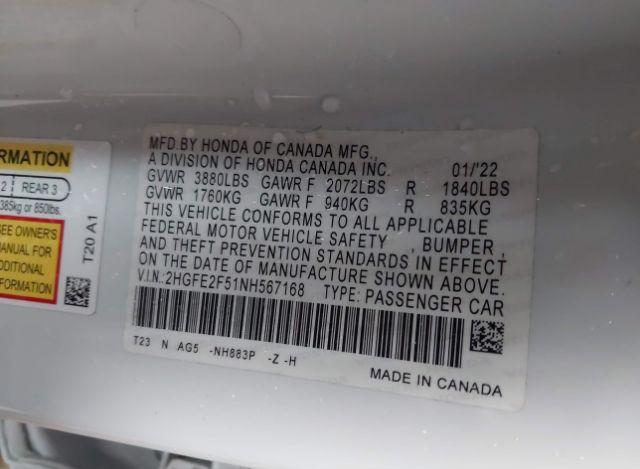 MFD.BY HONDA OF CANADA MFG.,
A DIVISION OF HONDA CANADA INC. 01/'22
GVWR 3880LBS GAWR F 2072LBS R 1840LBS
GVWR 1760KG GAWR F 940KG R 835KG
THIS VEHICLE CONFORMS TO ALL APPLICABLE
FEDERAL MOTOR VEHICLE SAFETY , BUMPER ,
AND THEFT PREVENTION STANDARDS IN EFFECT
ON THE DATE OF MANUFACTURE SHOWN ABOVE.
V.I.N.:2HGFE2F51NH567168 TYPE: PASSENGER CAR
T23 N AG5 -NH883P -Z -H
MADE IN CANADA
RMATION
2 REAR 3
385kg or 850lbs.
SEE OWNER'S
MANUAL FOR
ADDITIONAL
INFORMATION
T20 A1